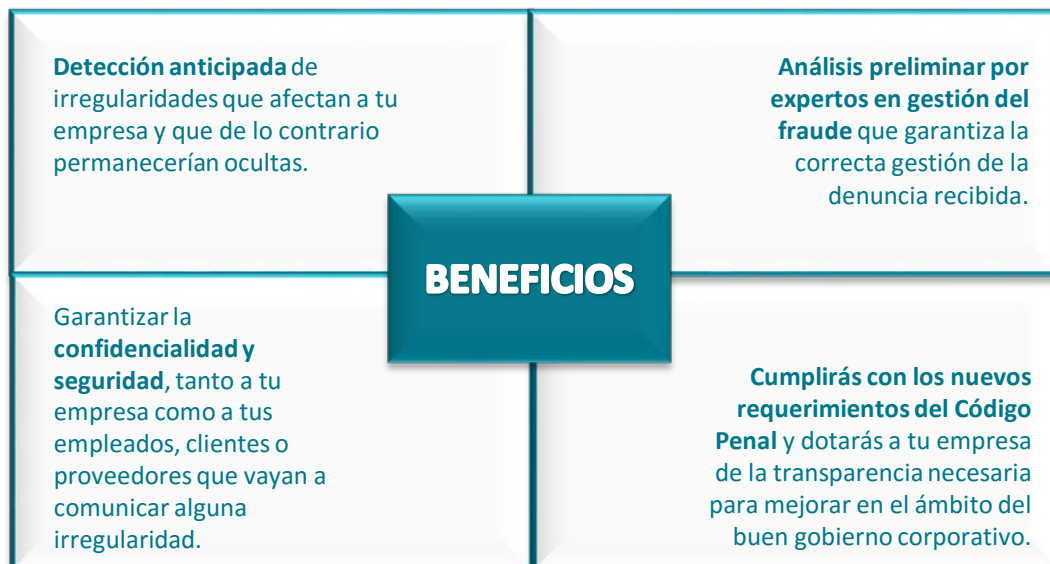 Detección anticipada de
irregularidades que afectan a tu
empresa y que de lo contrario
permanecerían ocultas.
Análisis preliminar por
expertos en gestión del
fraude que garantiza la
correcta gestión de la
denuncia recibida.
BENEFICIOS
Garantizar la
confidencialidad y
seguridad, tanto a tu
empresa como a tus
empleados, clientes o
proveedores que vayan a
comunicar alguna
irregularidad.
Cumplirás con los nuevos
requerimientos del Código
Penal y dotarás a tu empresa
de la transparencia necesaria
para mejorar en el ámbito del
buen gobierno corporativo.